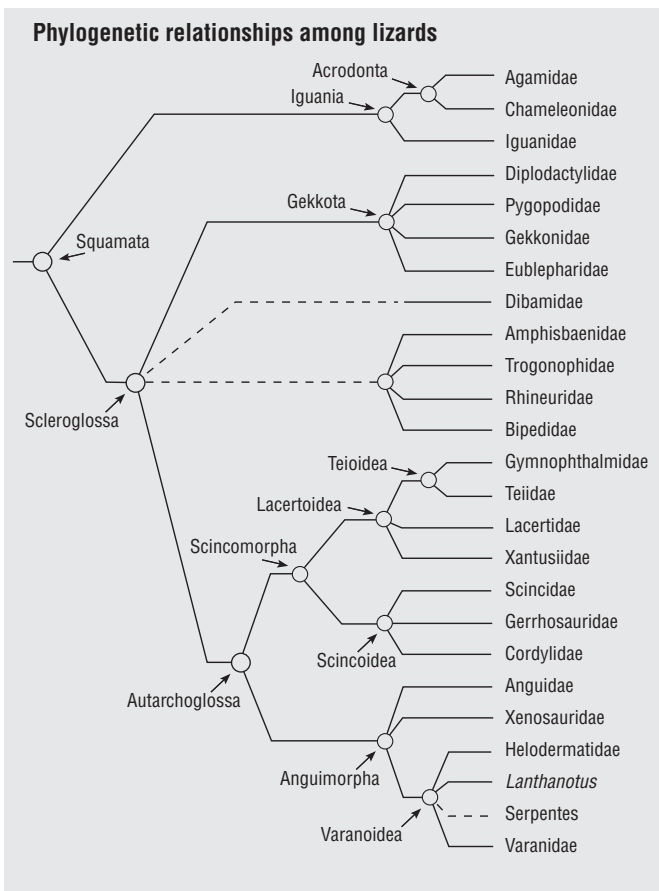 Phylogenetic relationships among lizards
Acrodonta
Agamidae
Iguania
Chameleonidae
Iguanidae
Diplodactylidae
Gekkota
Pygopodidae
Squamata
Gekkonidae
Eublepharidae
Dibamidae
Amphisbaenidae
Trogonophidae
Scleroglossa
Rhineuridae
Bipedidae
Teioidea
Gymnophthalmidae
Teiidae
Lacertoidea
Lacertidae
Scincomorpha
Xantusiidae
Scincidae
Gerrhosauridae
Scincoidea
Cordylidae
Autarchoglossa
Anguidae
Xenosauridae
Anguimorpha
Helodermatidae
Lanthanotus
Serpentes
Varanoidea
Varanidae